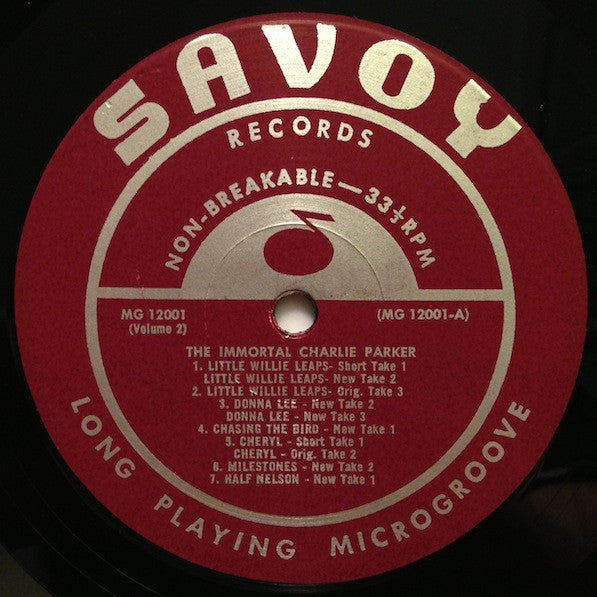 SAVOY
RECORDS
NON-BREAKABLE—33⅓RPM
MG 12001
(Volume 2)
(MG 12001-A)
THE IMMORTAL CHARLIE PARKER
1. LITTLE WILLIE LEAPS- Short Take 1
LITTLE WILLIE LEAPS- New Take 2
2. LITTLE WILLIE LEAPS- Orig. Take 3
3. DONNA LEE - New Take 2
DONNA LEE - New Take 3
4. CHASING THE BIRD - New Take 1
5. CHERYL - Short Take 1
CHERYL - Orig. Take 2
6. MILESTONES - New Take 2
7. HALF NELSON - New Take 1
LONG PLAYING MICROGROOVE